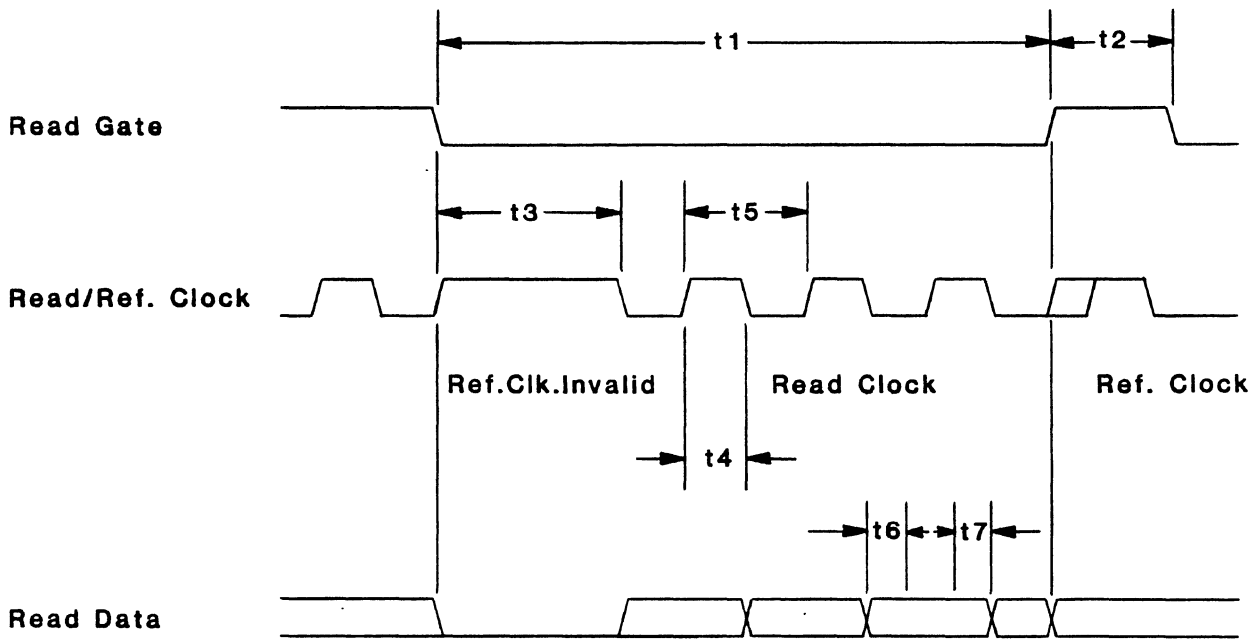 t1
t2
Read Gate
t3
t5
Read/Ref. Clock
Ref.Clk.Invalid
Read Clock
Ref. Clock
t4
t6
t7
Read Data